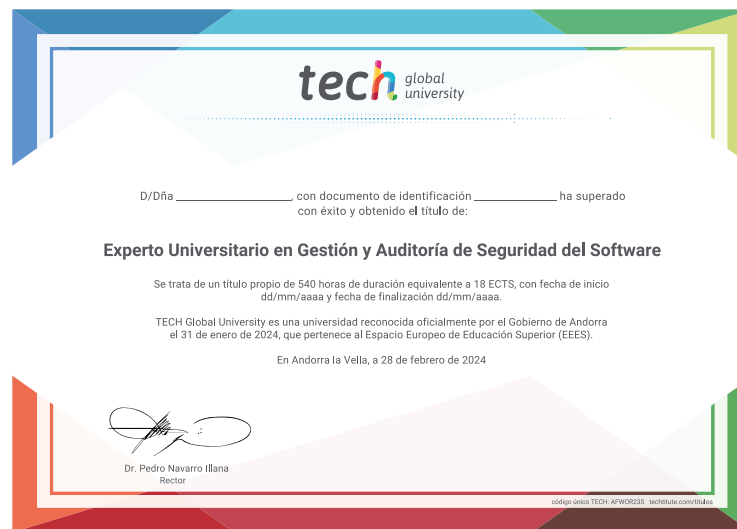 tech global university
D/Dña ______________, con documento de identificación __________ ha superado
con éxito y obtenido el título de:
Experto Universitario en Gestión y Auditoría de Seguridad del Software
Se trata de un título propio de 540 horas de duración equivalente a 18 ECTS, con fecha de inicio
dd/mm/aaaa y fecha de finalización dd/mm/aaaa.
TECH Global University es una universidad reconocida oficialmente por el Gobierno de Andorra
el 31 de enero de 2024, que pertenece al Espacio Europeo de Educación Superior (EEES).
En Andorra la Vella, a 28 de febrero de 2024
Dr. Pedro Navarro Illana
Rector
código único TECH: AFWOR23S techtitute.com/titulos